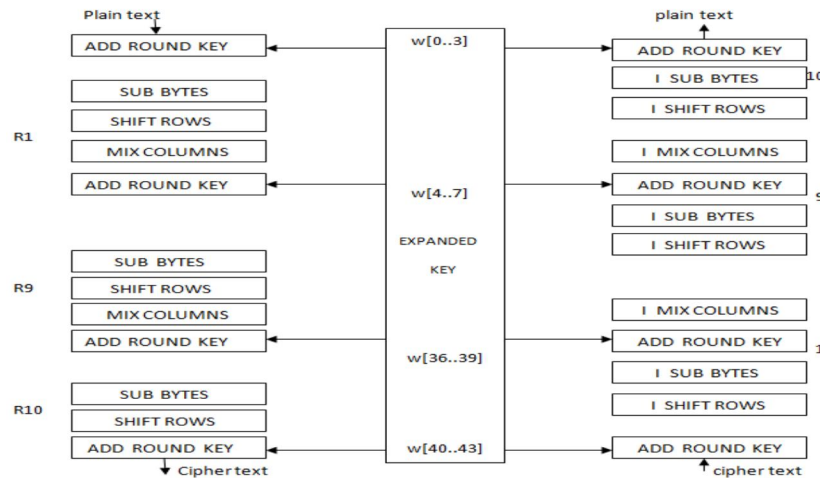 Plain text
ADD ROUND KEY
SUB BYTES
SHIFT ROWS
R1
MIX COLUMNS
ADD ROUND KEY
SUB BYTES
R9
SHIFT ROWS
MIX COLUMNS
ADD ROUND KEY
SUB BYTES
R10
SHIFT ROWS
ADD ROUND KEY
Cipher text
w[0..3]
w[4..7]
EXPANDED
KEY
w[36..39]
w[40..43]
plain text
ADD ROUND KEY
I SUB BYTES
10
I SHIFT ROWS
I MIX COLUMNS
ADD ROUND KEY
I SUB BYTES
I SHIFT ROWS
I MIX COLUMNS
ADD ROUND KEY
1
I SUB BYTES
I SHIFT ROWS
ADD ROUND KEY
cipher text